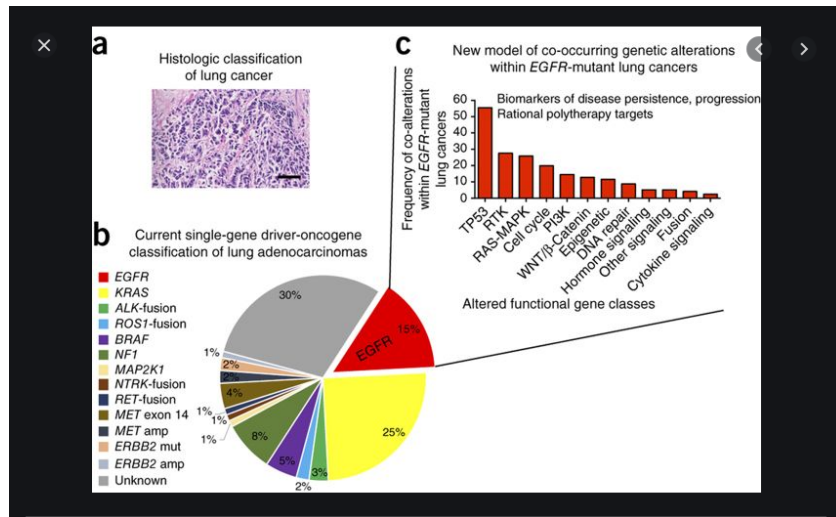 a
Histologic classification
of lung cancer
b
Current single-gene driver-oncogene
classification of lung adenocarcinomas
EGFR
KRAS
ALK-fusion
ROS1-fusion
BRAF
NF1
MAP2K1
NTRK-fusion
RET-fusion
MET exon 14
MET amp
ERBB2 mut
ERBB2 amp
Unknown
30%
15%
EGFR
25%
3%
2%
5%
8%
1%
1%
1%
4%
2%
2%
1%
c
New model of co-occurring genetic alterations
within EGFR-mutant lung cancers
Frequency of co-alterations
within EGFR-mutant
lung cancers
60
50
40
30
20
10
0
Biomarkers of disease persistence, progression
Rational polytherapy targets
TP53
RTK
RAS-MAPK
Cell cycle
PI3K
WNT/β-Catenin
Epigenetic
DNA repair
Hormone signaling
Other signaling
Fusion
Cytokine signaling
Altered functional gene classes